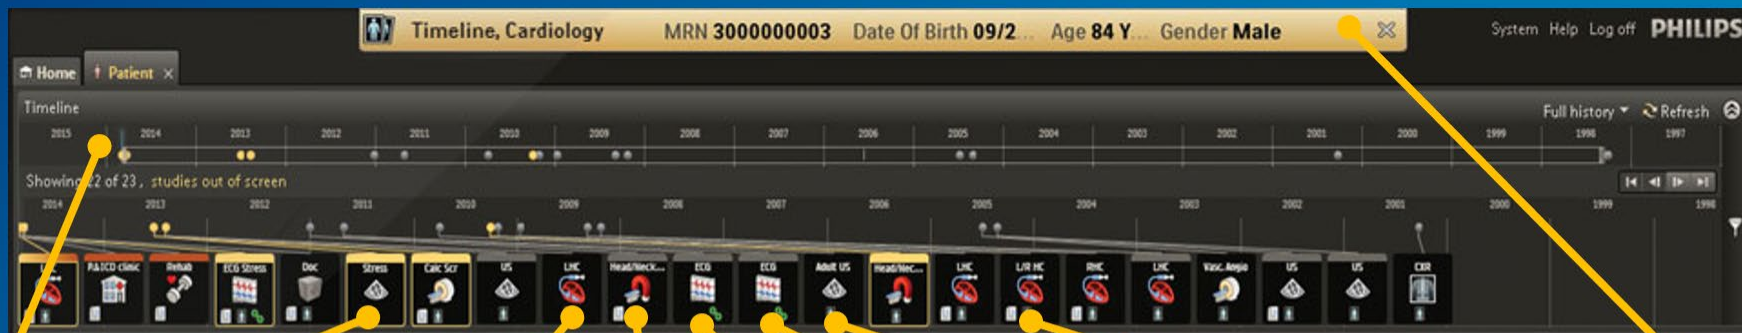 Timeline, Cardiology MRN 3000000003 Date Of Birth 09/2... Age 84 Y... Gender Male
System Help Log off PHILIPS
Home Patient
Timeline
Full history Refresh
2015 2014 2013 2012 2011 2010 2009 2008 2007 2006 2005 2004 2003 2002 2001 2000 1999 1998 1997
Showing 22 of 23, studies out of screen
2014 2013 2012 2011 2010 2009 2008 2007 2006 2005 2004 2003 2002 2001 2000 1999 1998
P&ICD clinic Rehab ECG Stress Doc Stress Calc Scr US LHC Head/Neck... ECG ECG Adult US Head/Nec... LHC L/R HC RHC LHC Vasc. Angio US US CXR